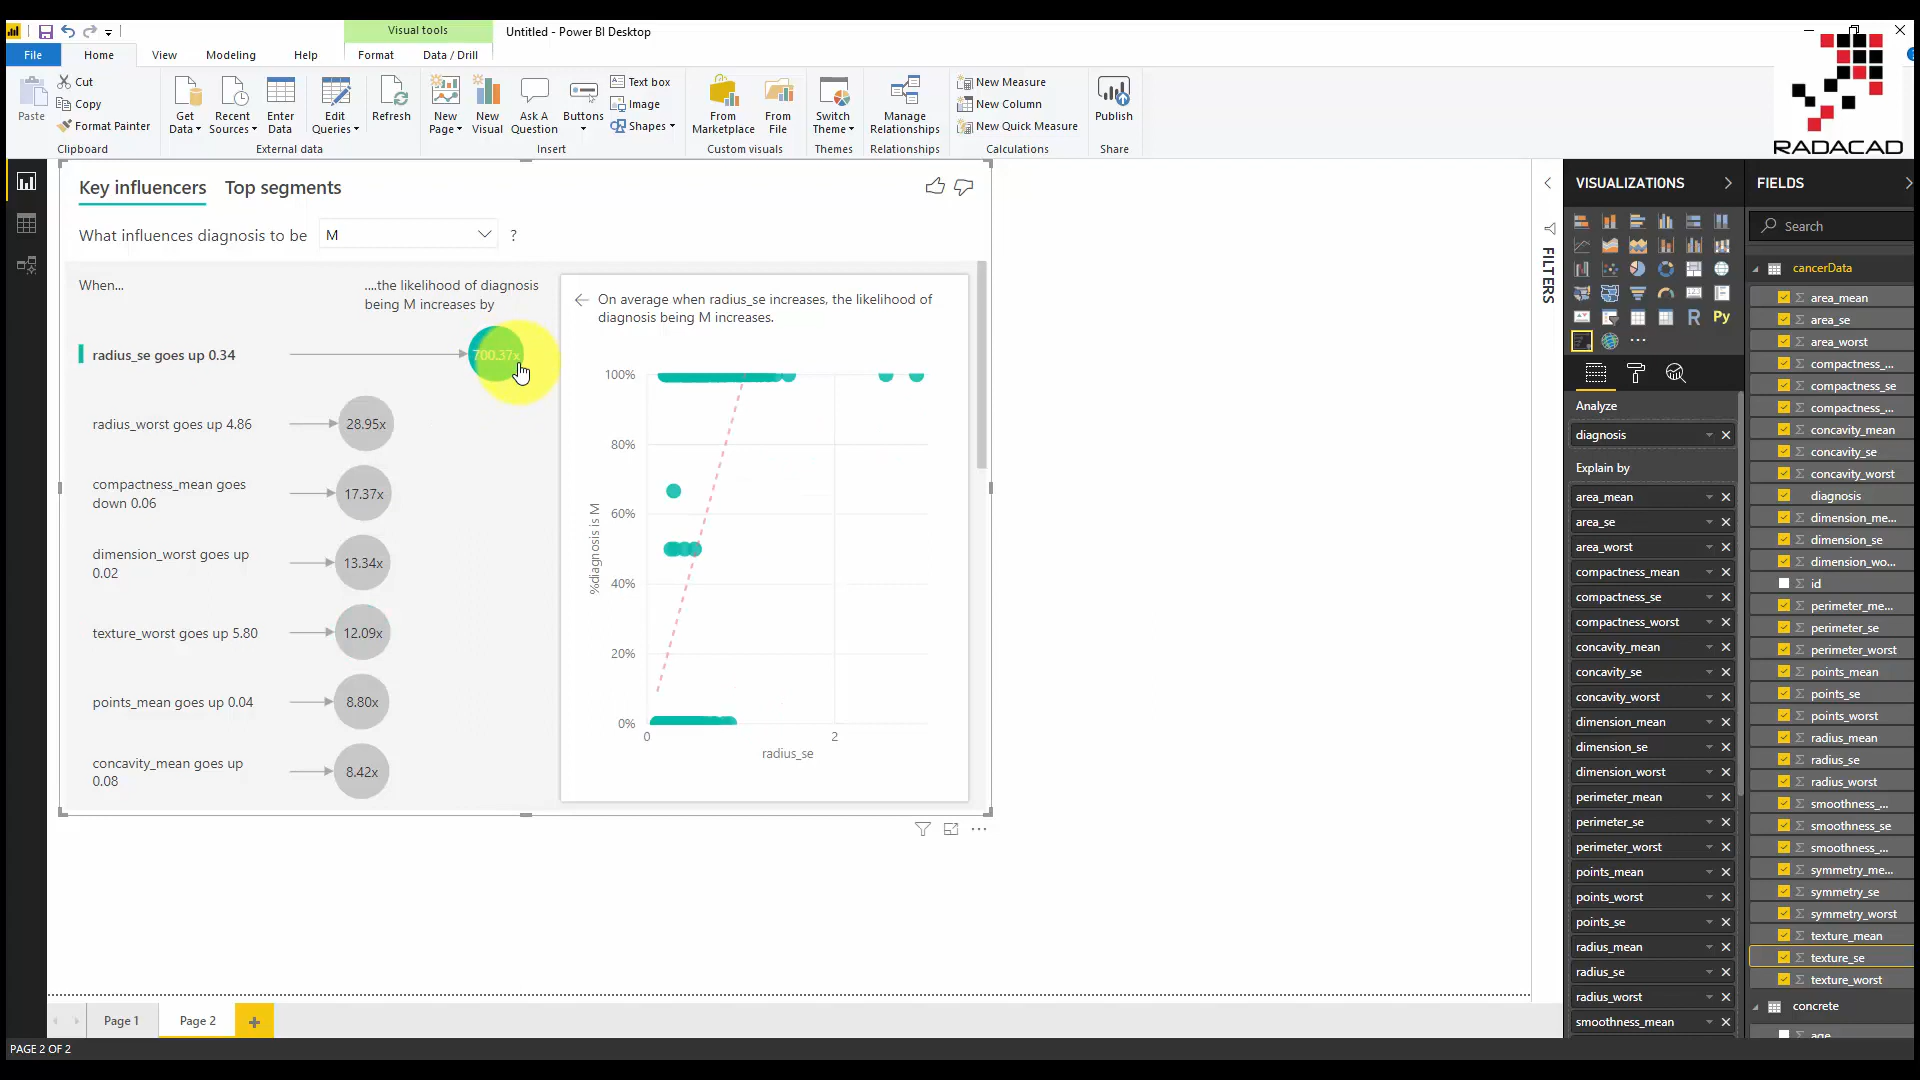 Visual tools
Untitled - Power BI Desktop
File
Home
View
Modeling
Help
Format
Data / Drill
Paste
Cut
Copy
Format Painter
Clipboard
Get Data
Recent Sources
Enter Data
Edit Queries
Refresh
External data
New Page
New Visual
Ask A Question
Buttons
Text box
Image
Shapes
Insert
From Marketplace
From File
Custom visuals
Switch Theme
Themes
Manage Relationships
Relationships
New Measure
New Column
New Quick Measure
Calculations
Publish
Share
RADACAD
Key influencers
Top segments
What influences diagnosis to be
M
?
When...
....the likelihood of diagnosis
being M increases by
radius_se goes up 0.34
700.37x
radius_worst goes up 4.86
28.95x
compactness_mean goes
down 0.06
17.37x
dimension_worst goes up
0.02
13.34x
texture_worst goes up 5.80
12.09x
points_mean goes up 0.04
8.80x
concavity_mean goes up
0.08
8.42x
On average when radius_se increases, the likelihood of
diagnosis being M increases.
100%
80%
60%
40%
20%
0%
%diagnosis is M
0
2
radius_se
FILTERS
VISUALIZATIONS
R
Py
Analyze
diagnosis
Explain by
area_mean
area_se
area_worst
compactness_mean
compactness_se
compactness_worst
concavity_mean
concavity_se
concavity_worst
dimension_mean
dimension_se
dimension_worst
perimeter_mean
perimeter_se
perimeter_worst
points_mean
points_worst
points_se
radius_mean
radius_se
radius_worst
smoothness_mean
FIELDS
Search
cancerData
area_mean
area_se
area_worst
compactness_...
compactness_se
compactness_...
concavity_mean
concavity_se
concavity_worst
diagnosis
dimension_me...
dimension_se
dimension_wo...
id
perimeter_me...
perimeter_se
perimeter_worst
points_mean
points_se
points_worst
radius_mean
radius_se
radius_worst
smoothness_...
smoothness_se
smoothness_...
symmetry_me...
symmetry_se
symmetry_worst
texture_mean
texture_se
texture_worst
concrete
Page 1
Page 2
PAGE 2 OF 2